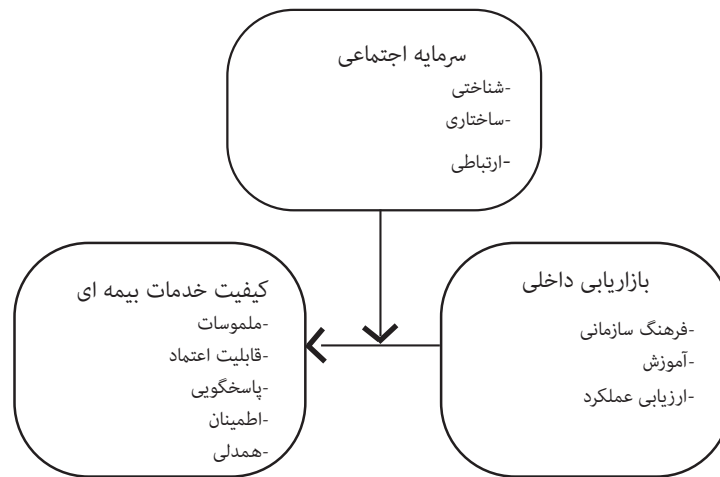 سرمایه اجتماعی
-شناختی
-ساختاری
-ارتباطی
بازاریابی داخلی
-فرهنگ سازمانی
-آموزش
-ارزیابی عملکرد
کیفیت خدمات بیمه ای
-ملموسات
-قابلیت اعتماد
-پاسخگویی
-اطمینان
-همدلی